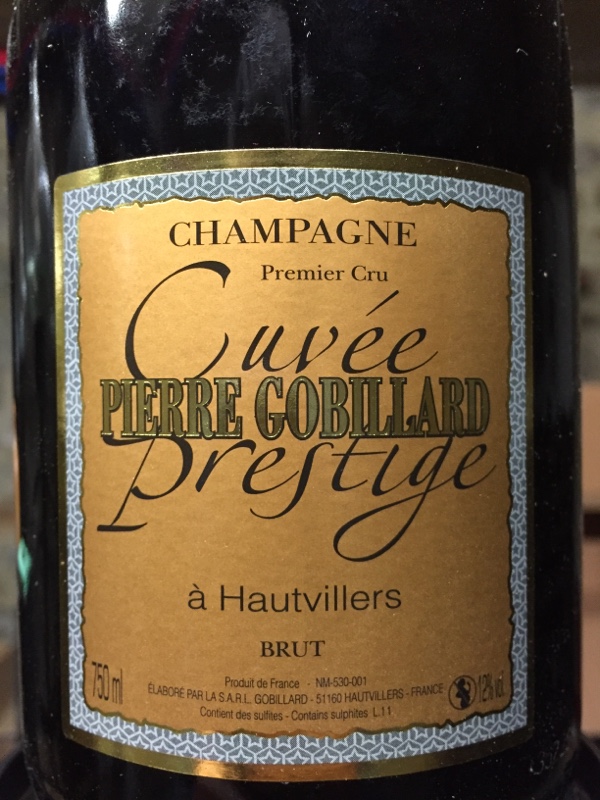 CHAMPAGNE
Premier Cru
Cuvée
PIERRE GOBILLARD
Prestige
à Hautvillers
BRUT
750 ml
Produit de France - NM-530-001
ÉLABORÉ PAR LA S.A.R.L. GOBILLARD - 51160 HAUTVILLERS - FRANCE
12% vol.
Contient des sulfites - Contains sulphites L.11